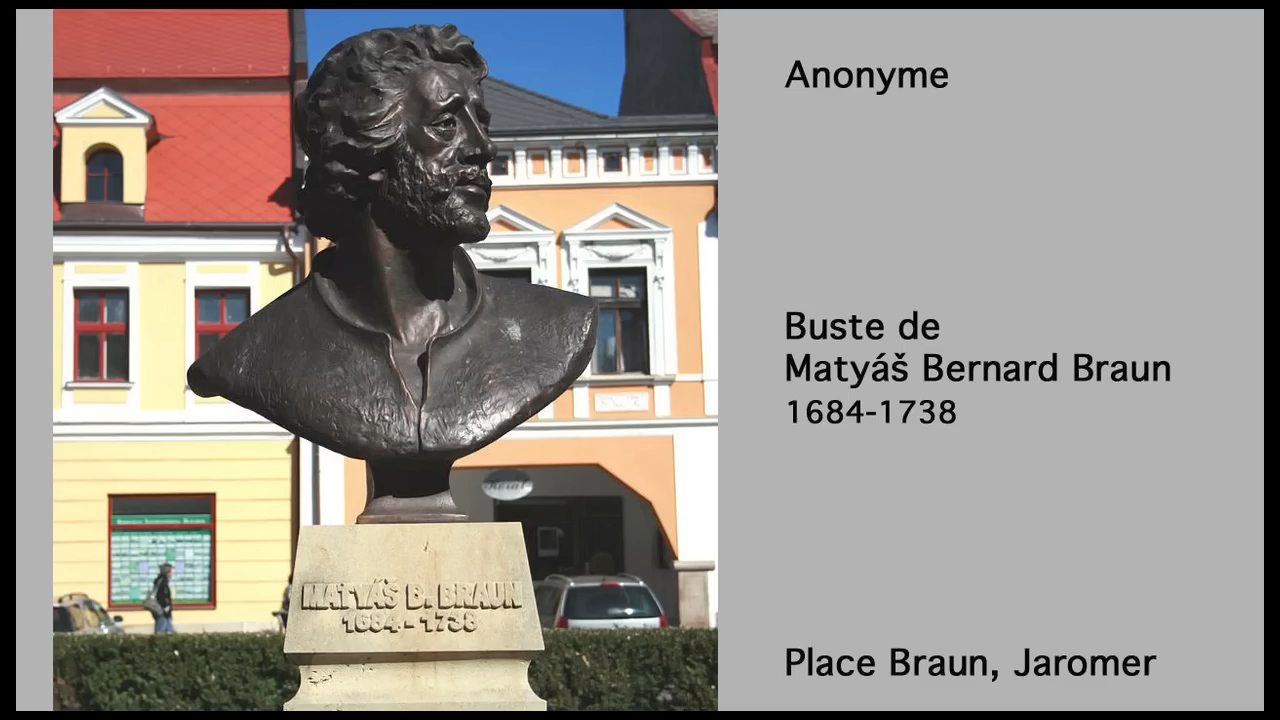 Anonyme
Buste de
Matyáš Bernard Braun
1684-1738
Place Braun, Jaromer
MATYÁŠ B. BRAUN
1684-1738